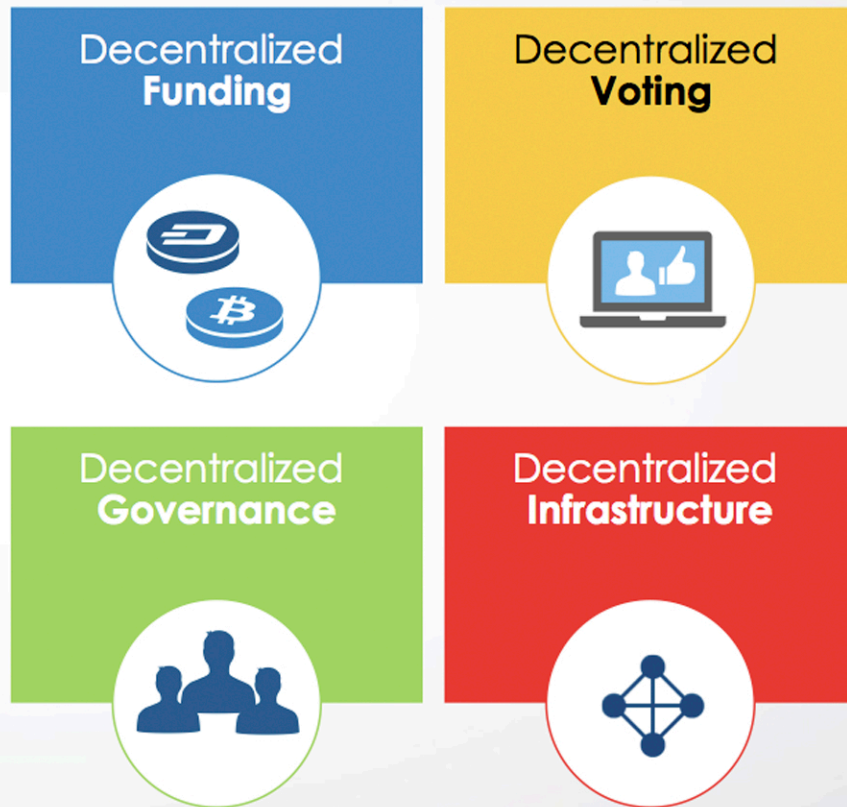 Decentralized
Funding
Decentralized
Voting
Decentralized
Governance
Decentralized
Infrastructure